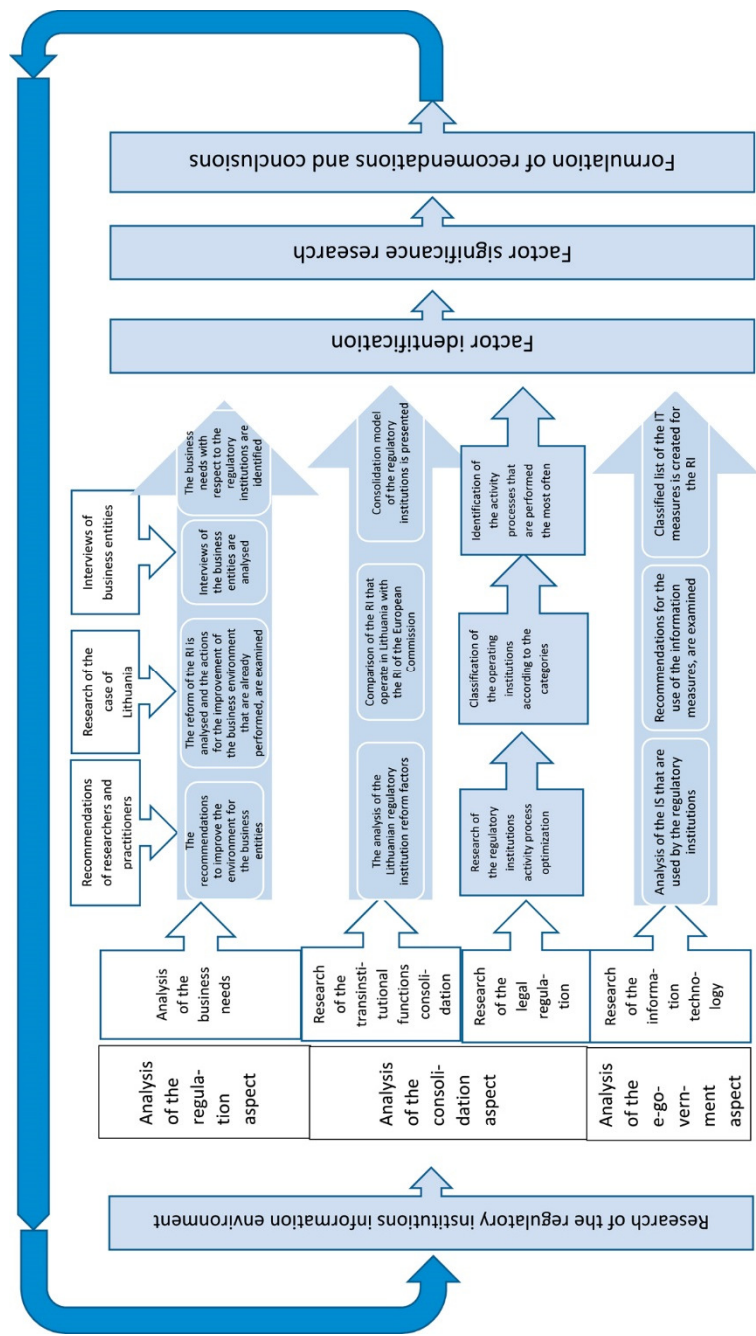 Research of the regulatory institutions information environment
Analysis
of the regula-
tion
aspect
Analysis
of the consoli-
dation
aspect
Analysis
of the
e-go-
vern-
ment
aspect
Analysis
of the
business
needs
Research
of the
transinsti-
tutional
functions
consoli-
dation
Research
of the
legal
regula-
tion
Research
of the
informa-
tion
techno-
logy
Recommendations
of researchers and
practitioners
Research of the
case of
Lithuania
Interviews of
business entities
The
recommendations
to improve the
environment for
the business
entities
The reform of the RI is
analysed and the actions
for the improvement of
the business environment
that are already
performed, are examined
Interviews of
the business
entities are
analysed
The business
needs with
respect to the
regulatory
institutions are
identified
The analysis of the
Lithuanian regulatory
institution reform factors
Comparison of the RI that
operate in Lithuania with
the RI of the European
Commission
Consolidation model
of the regulatory
institutions is presented
Research of
the regulatory
institutions
activity process
optimization
Classification of
the operating
institutions
according to the
categories
Identification of
the activity
processes that
are performed
the most often
Analysis of the IS that are
used by the regulatory
institutions
Recommendations for the
use of the information
measures, are examined
Classified list of the IT
measures is created for
the RI
Factor identification
Factor significance research
Formulation of recomendations and conclusions